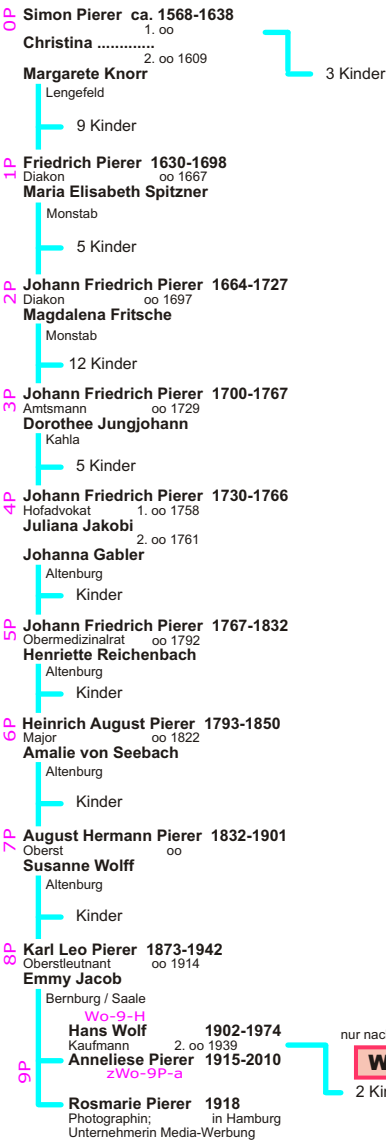 0P
Simon Pierer ca. 1568-1638
1. oo
Christina .............
2. oo 1609
Margarete Knorr
3 Kinder
Lengefeld
9 Kinder
1P
Friedrich Pierer 1630-1698
Diakon oo 1667
Maria Elisabeth Spitzner
Monstab
5 Kinder
2P
Johann Friedrich Pierer 1664-1727
Diakon oo 1697
Magdalena Fritsche
Monstab
12 Kinder
3P
Johann Friedrich Pierer 1700-1767
Amtsmann oo 1729
Dorothee Jungjohann
Kahla
5 Kinder
4P
Johann Friedrich Pierer 1730-1766
Hofadvokat 1. oo 1758
Juliana Jakobi
2. oo 1761
Johanna Gabler
Altenburg
Kinder
5P
Johann Friedrich Pierer 1767-1832
Obermedizinalrat oo 1792
Henriette Reichenbach
Altenburg
Kinder
6P
Heinrich August Pierer 1793-1850
Major oo 1822
Amalie von Seebach
Altenburg
Kinder
7P
August Hermann Pierer 1832-1901
Oberst oo
Susanne Wolff
Altenburg
Kinder
8P
Karl Leo Pierer 1873-1942
Oberstleutnant oo 1914
Emmy Jacob
Bernburg / Saale
Wo-9-H
Hans Wolf 1902-1974
Kaufmann 2. oo 1939
nur nac
W
9P
Anneliese Pierer 1915-2010
zWo-9P-a
2 Kin
Rosmarie Pierer 1918
Photographin; in Hamburg
Unternehmerin Media-Werbung